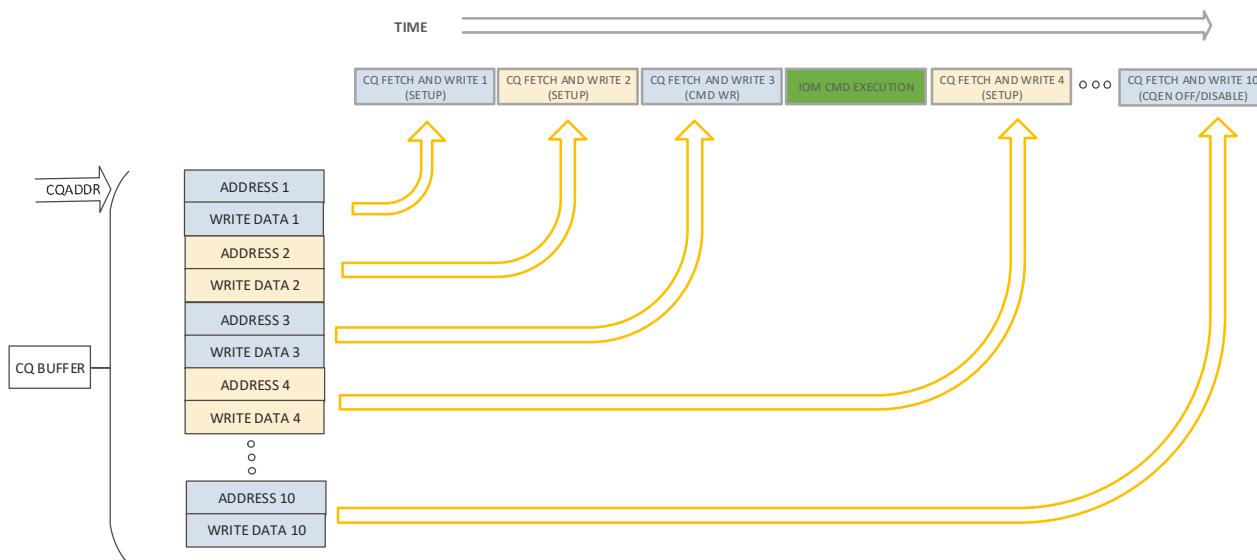 TIME
CQ FETCH AND WRITE 1
(SETUP)
CQ FETCH AND WRITE 2
(SETUP)
CQ FETCH AND WRITE 3
(CMD WR)
IOM CMD EXECUTION
CQ FETCH AND WRITE 4
(SETUP)
CQ FETCH AND WRITE 10
(CQEN OFF/DISABLE)
CQADDR
ADDRESS 1
WRITE DATA 1
ADDRESS 2
WRITE DATA 2
ADDRESS 3
WRITE DATA 3
CQ BUFFER
ADDRESS 4
WRITE DATA 4
ADDRESS 10
WRITE DATA 10